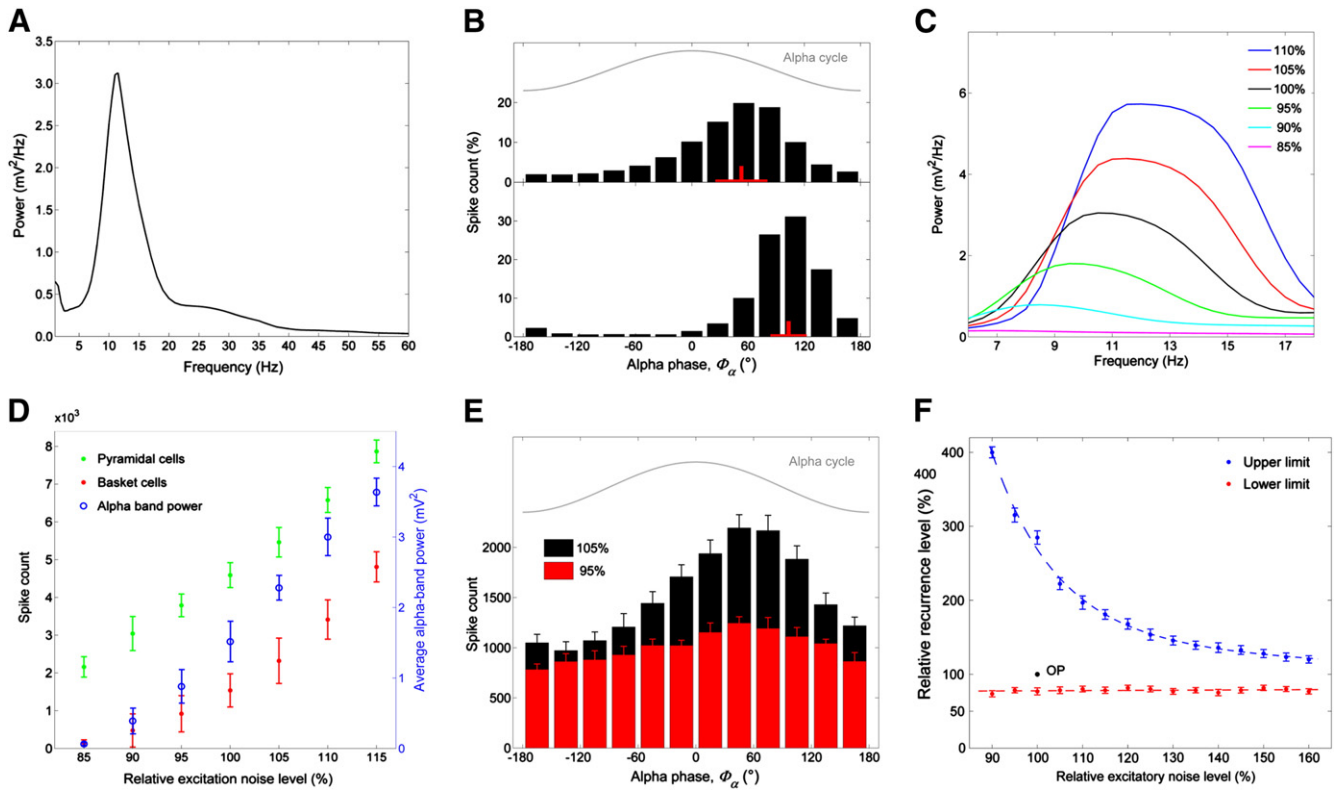 A
3.5
3.0
2.5
2.0
1.5
1.0
0.5
0.0
Power (mV²/Hz)
5 10 15 20 25 30 35 40 45 50 55 60
Frequency (Hz)
B
Alpha cycle
20
10
0
30
20
10
0
Spike count (%)
-180 -120 -60 0 60 120 180
Alpha phase, Φα (°)
C
110%
105%
100%
95%
90%
85%
6
4
2
0
Power (mV²/Hz)
7 9 11 13 15 17
Frequency (Hz)
D
x10³
8
7
6
5
4
3
2
1
0
Spike count
Pyramidal cells
Basket cells
Alpha band power
4
3
2
1
0
Average alpha-band power (mV²)
85 90 95 100 105 110 115
Relative excitation noise level (%)
E
Alpha cycle
105%
95%
2000
1500
1000
500
0
Spike count
-180 -160 -60 0 60 120 180
Alpha phase, Φα (°)
F
400
400
300
200
100
50
0
Relative recurrence level (%)
Upper limit
Lower limit
OP
90 100 110 120 130 140 150 160
Relative excitatory noise level (%)